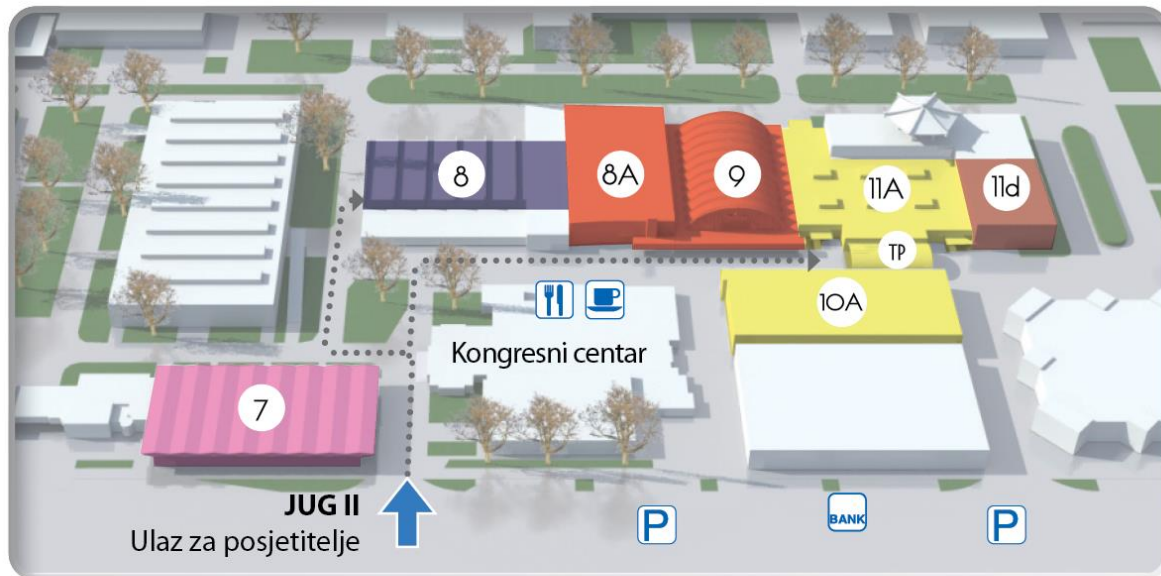 8
8A
9
11A
11d
TP
10A
Kongresni centar
7
JUG II
Ulaz za posjetitelje
P
BANK
P